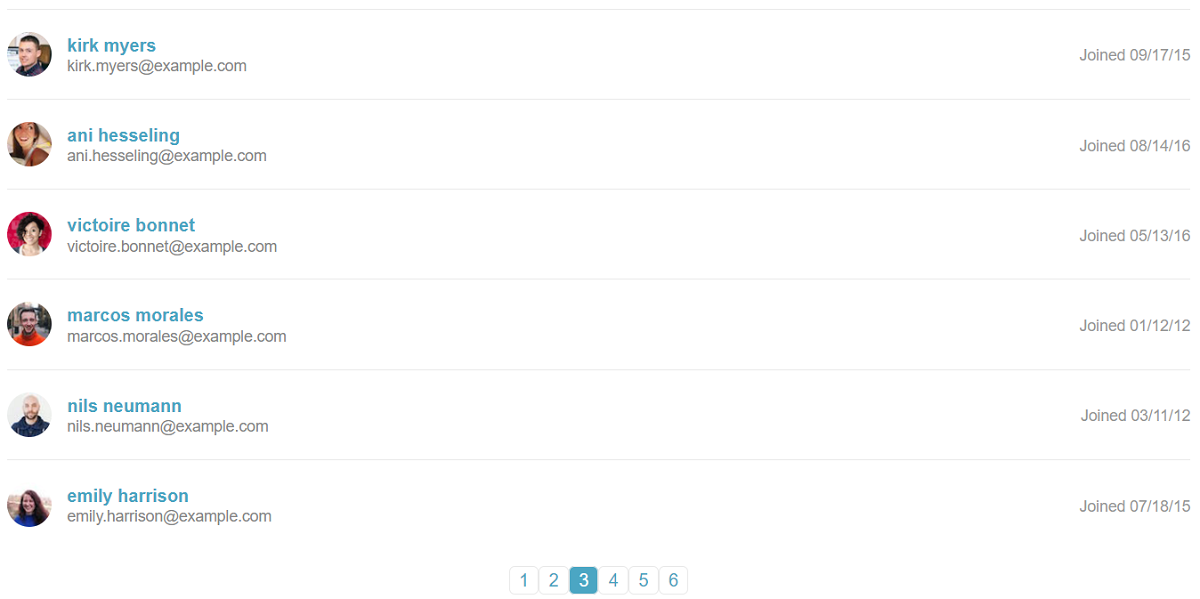 kirk myers
kirk.myers@example.com
Joined 09/17/15
ani hesseling
ani.hesseling@example.com
Joined 08/14/16
victoire bonnet
victoire.bonnet@example.com
Joined 05/13/16
marcos morales
marcos.morales@example.com
Joined 01/12/12
nils neumann
nils.neumann@example.com
Joined 03/11/12
emily harrison
emily.harrison@example.com
Joined 07/18/15
1 2 3 4 5 6